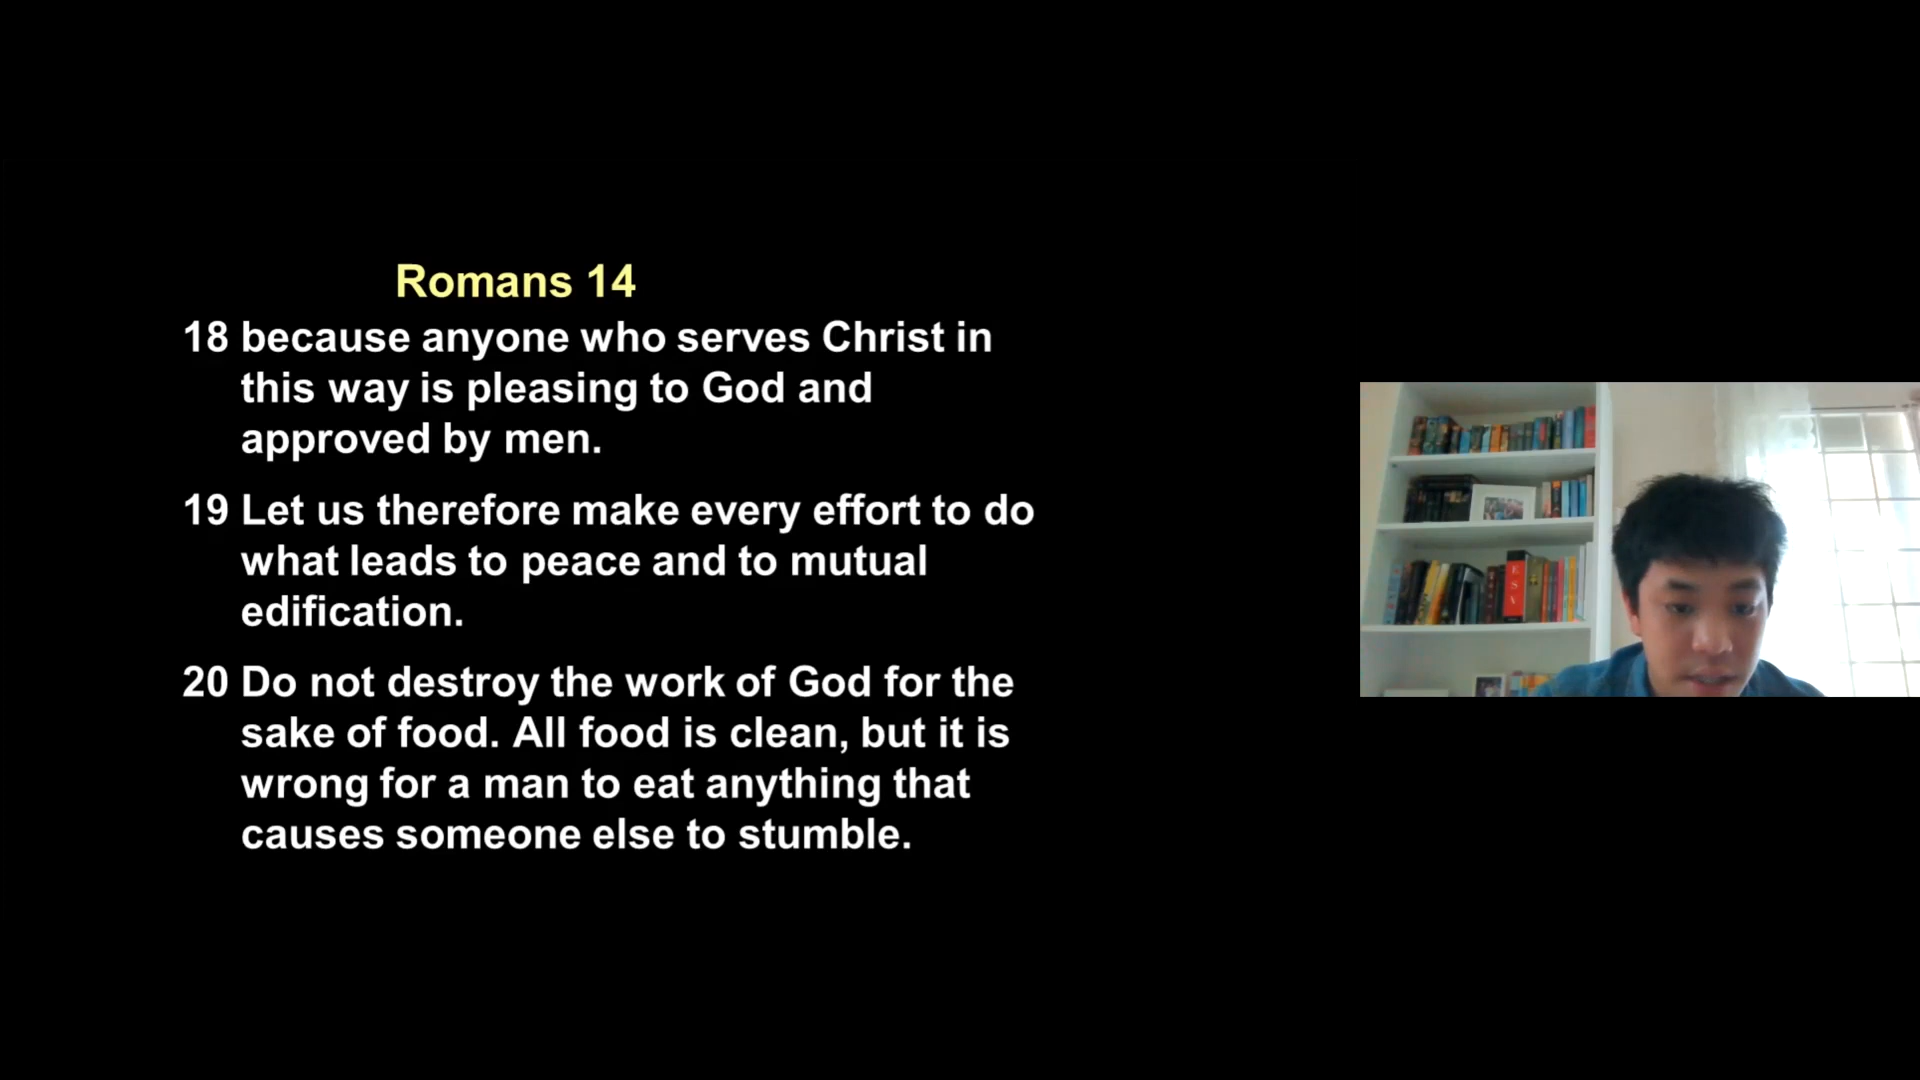 Romans 14
18 because anyone who serves Christ in
this way is pleasing to God and
approved by men.
19 Let us therefore make every effort to do
what leads to peace and to mutual
edification.
20 Do not destroy the work of God for the
sake of food. All food is clean, but it is
wrong for a man to eat anything that
causes someone else to stumble.